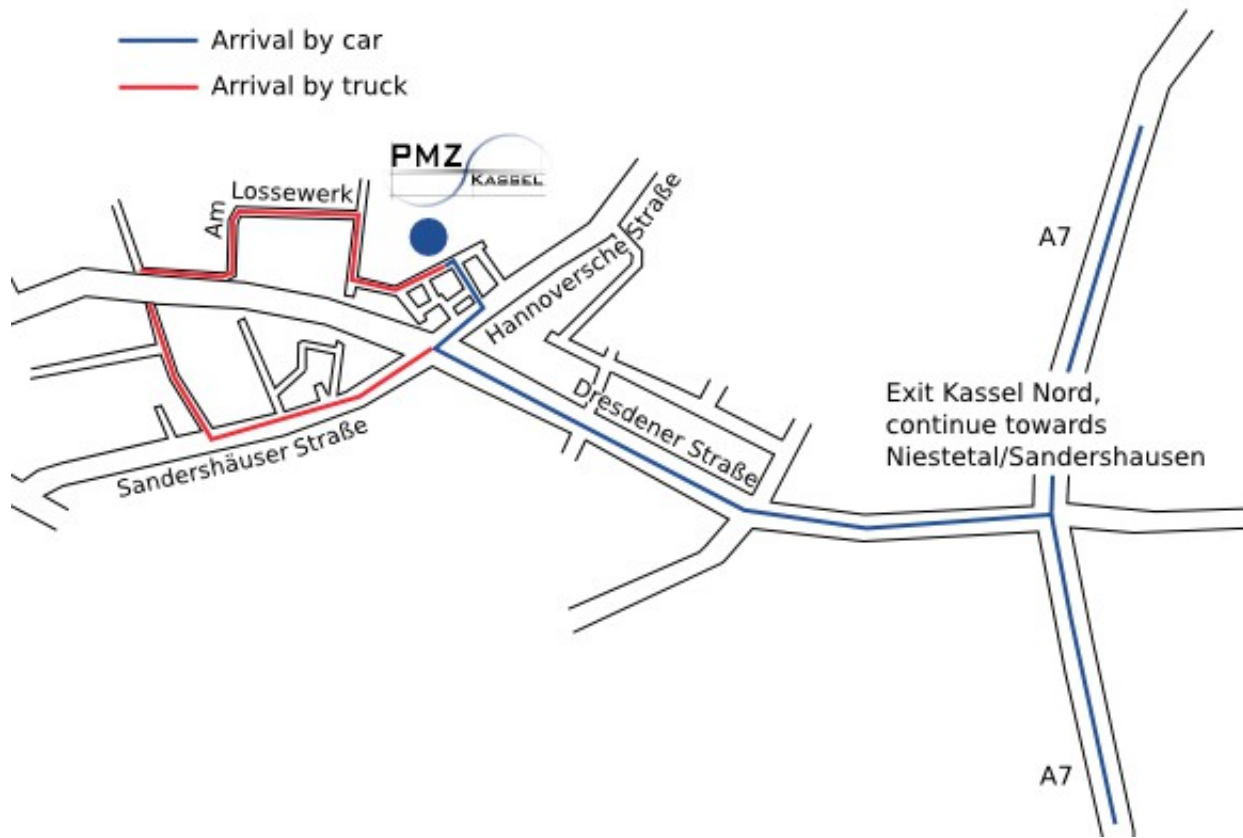 Arrival by car
Arrival by truck
PMZ
KASSEL
Am
Lossewerk
Hannoversche Straße
A7
Exit Kassel Nord,
continue towards
Niestetal/Sandershausen
Dresdener Straße
Sandershäuser Straße
A7